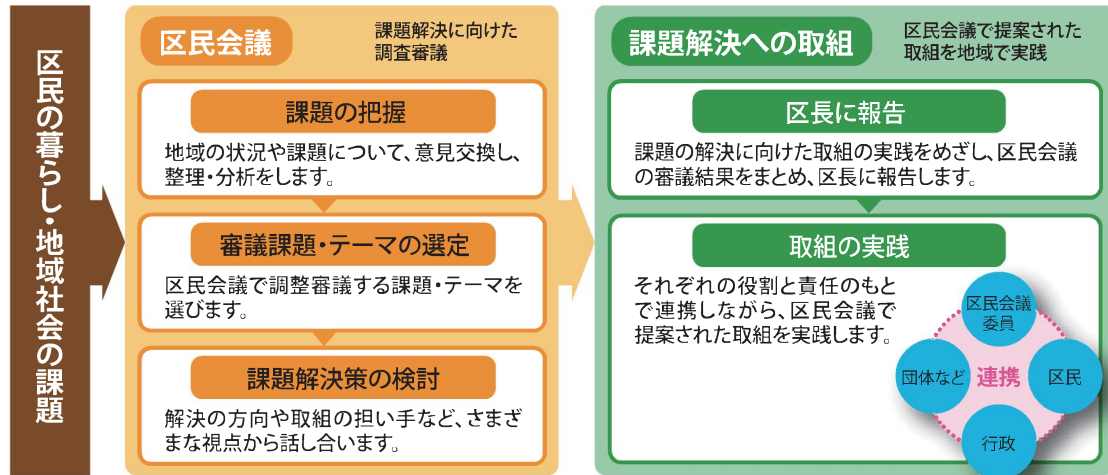 区民の暮らし・地域社会の課題
区民会議
課題解決に向けた
調査審議
課題の把握
地域の状況や課題について、意見交換し、
整理・分析をします。
審議課題・テーマの選定
区民会議で調整審議する課題・テーマを
選びます。
課題解決策の検討
解決の方向や取組の担い手など、さまざ
まな視点から話し合います。
課題解決への取組
区民会議で提案された
取組を地域で実践
区長に報告
課題の解決に向けた取組の実践をめざし、区民会議
の審議結果をまとめ、区長に報告します。
取組の実践
それぞれの役割と責任のもと
で連携しながら、区民会議で
提案された取組を実践します。
区民会議
委員
団体など
連携
区民
行政